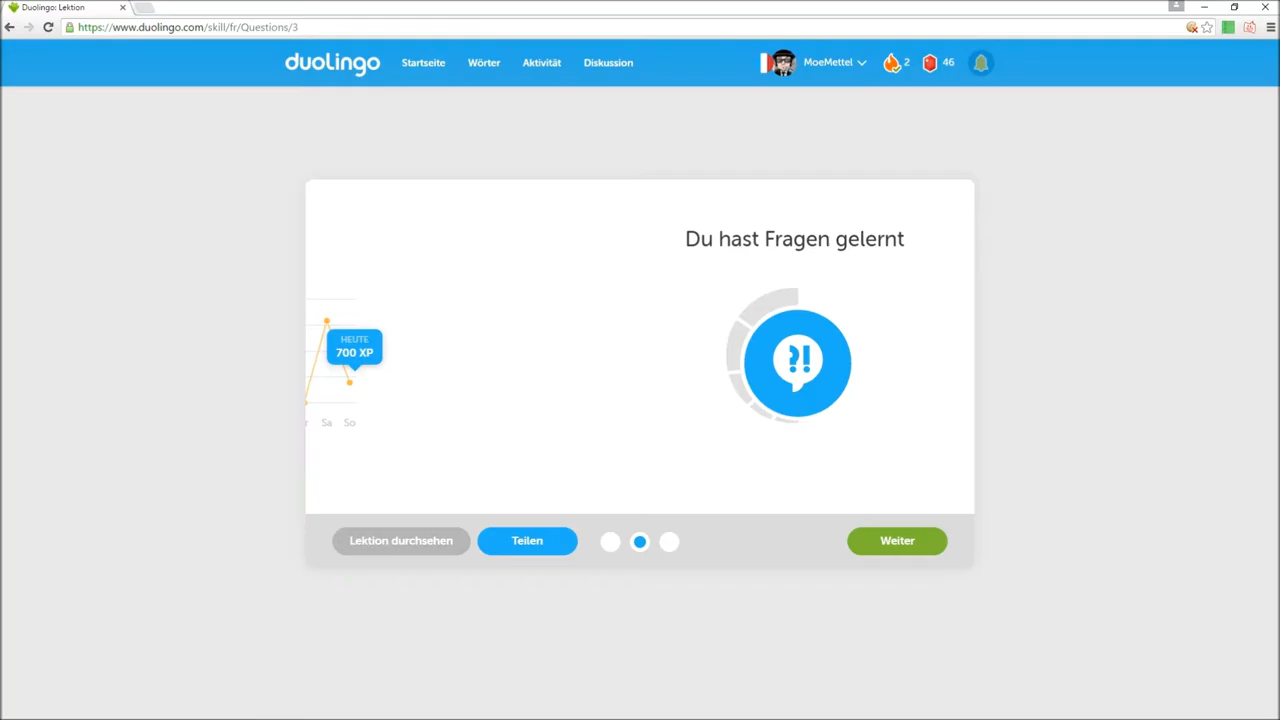 Duolingo: Lektion
https://www.duolingo.com/skill/fr/Questions/3
duolingo Startseite Wörter Aktivität Diskussion MoeMettel 2 46
Du hast Fragen gelernt
HEUTE
700 XP
?!
Sa So
Lektion durchsehen Teilen Weiter